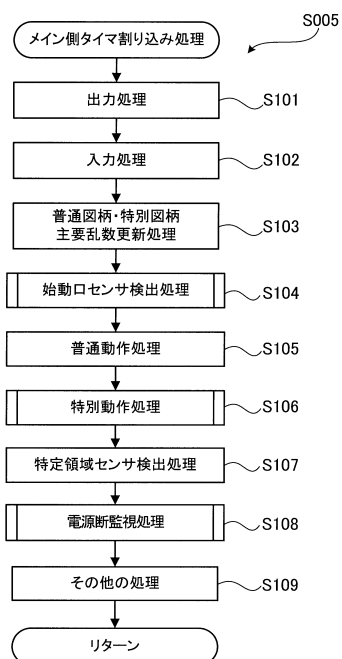 S005
メイン側タイマ割り込み処理
出力処理
S101
入力処理
S102
普通図柄・特別図柄
主要乱数更新処理
S103
始動口センサ検出処理
S104
普通動作処理
S105
特別動作処理
S106
特定領域センサ検出処理
S107
電源断監視処理
S108
その他の処理
S109
リターン